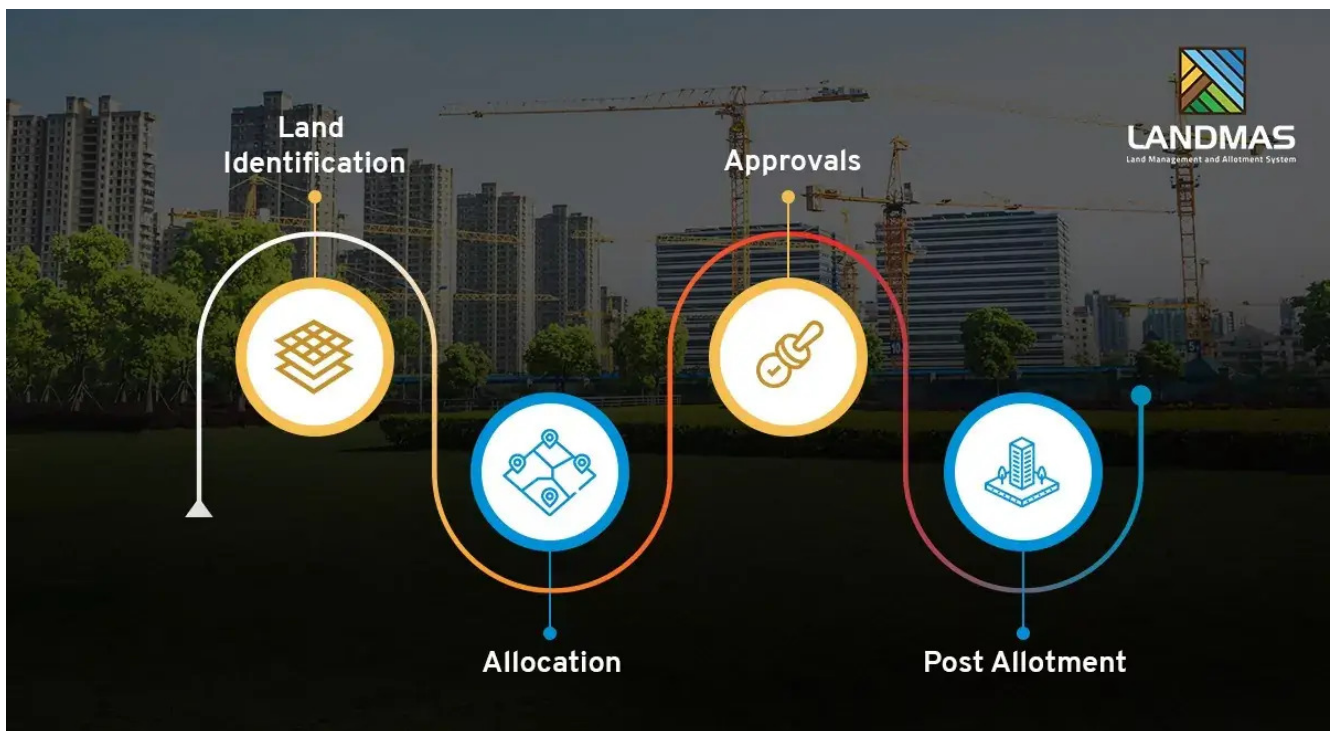 Land
Identification
Approvals
LANDMAS
Land Management and Allotment System
Allocation
Post Allotment